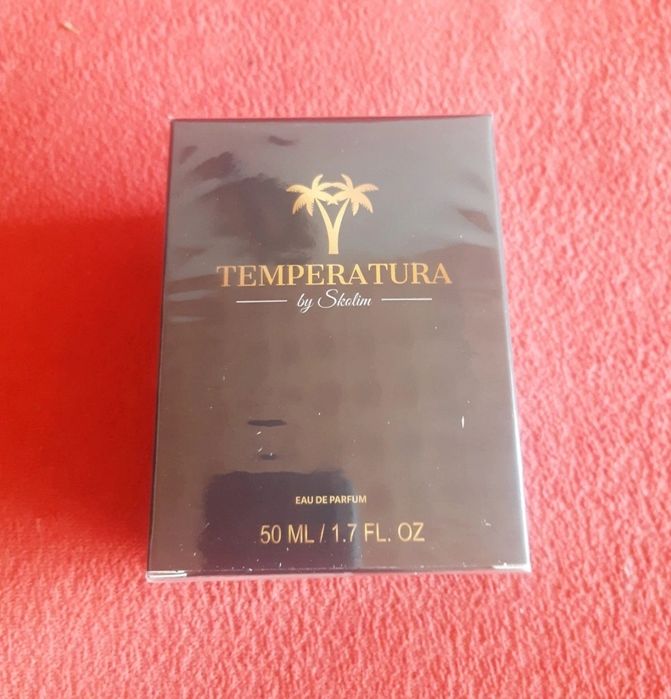 TEMPERATURA
by Skolim
EAU DE PARFUM
50 ML / 1.7 FL. OZ